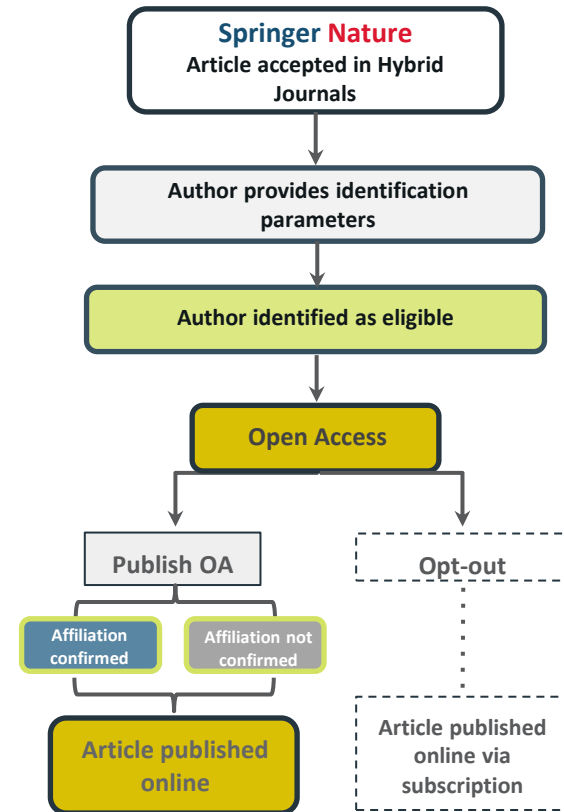 Springer Nature
Article accepted in Hybrid
Journals
Author provides identification
parameters
Author identified as eligible
Open Access
Publish OA
Opt-out
Affiliation
confirmed
Affiliation not
confirmed
Article published
online
Article published
online via
subscription